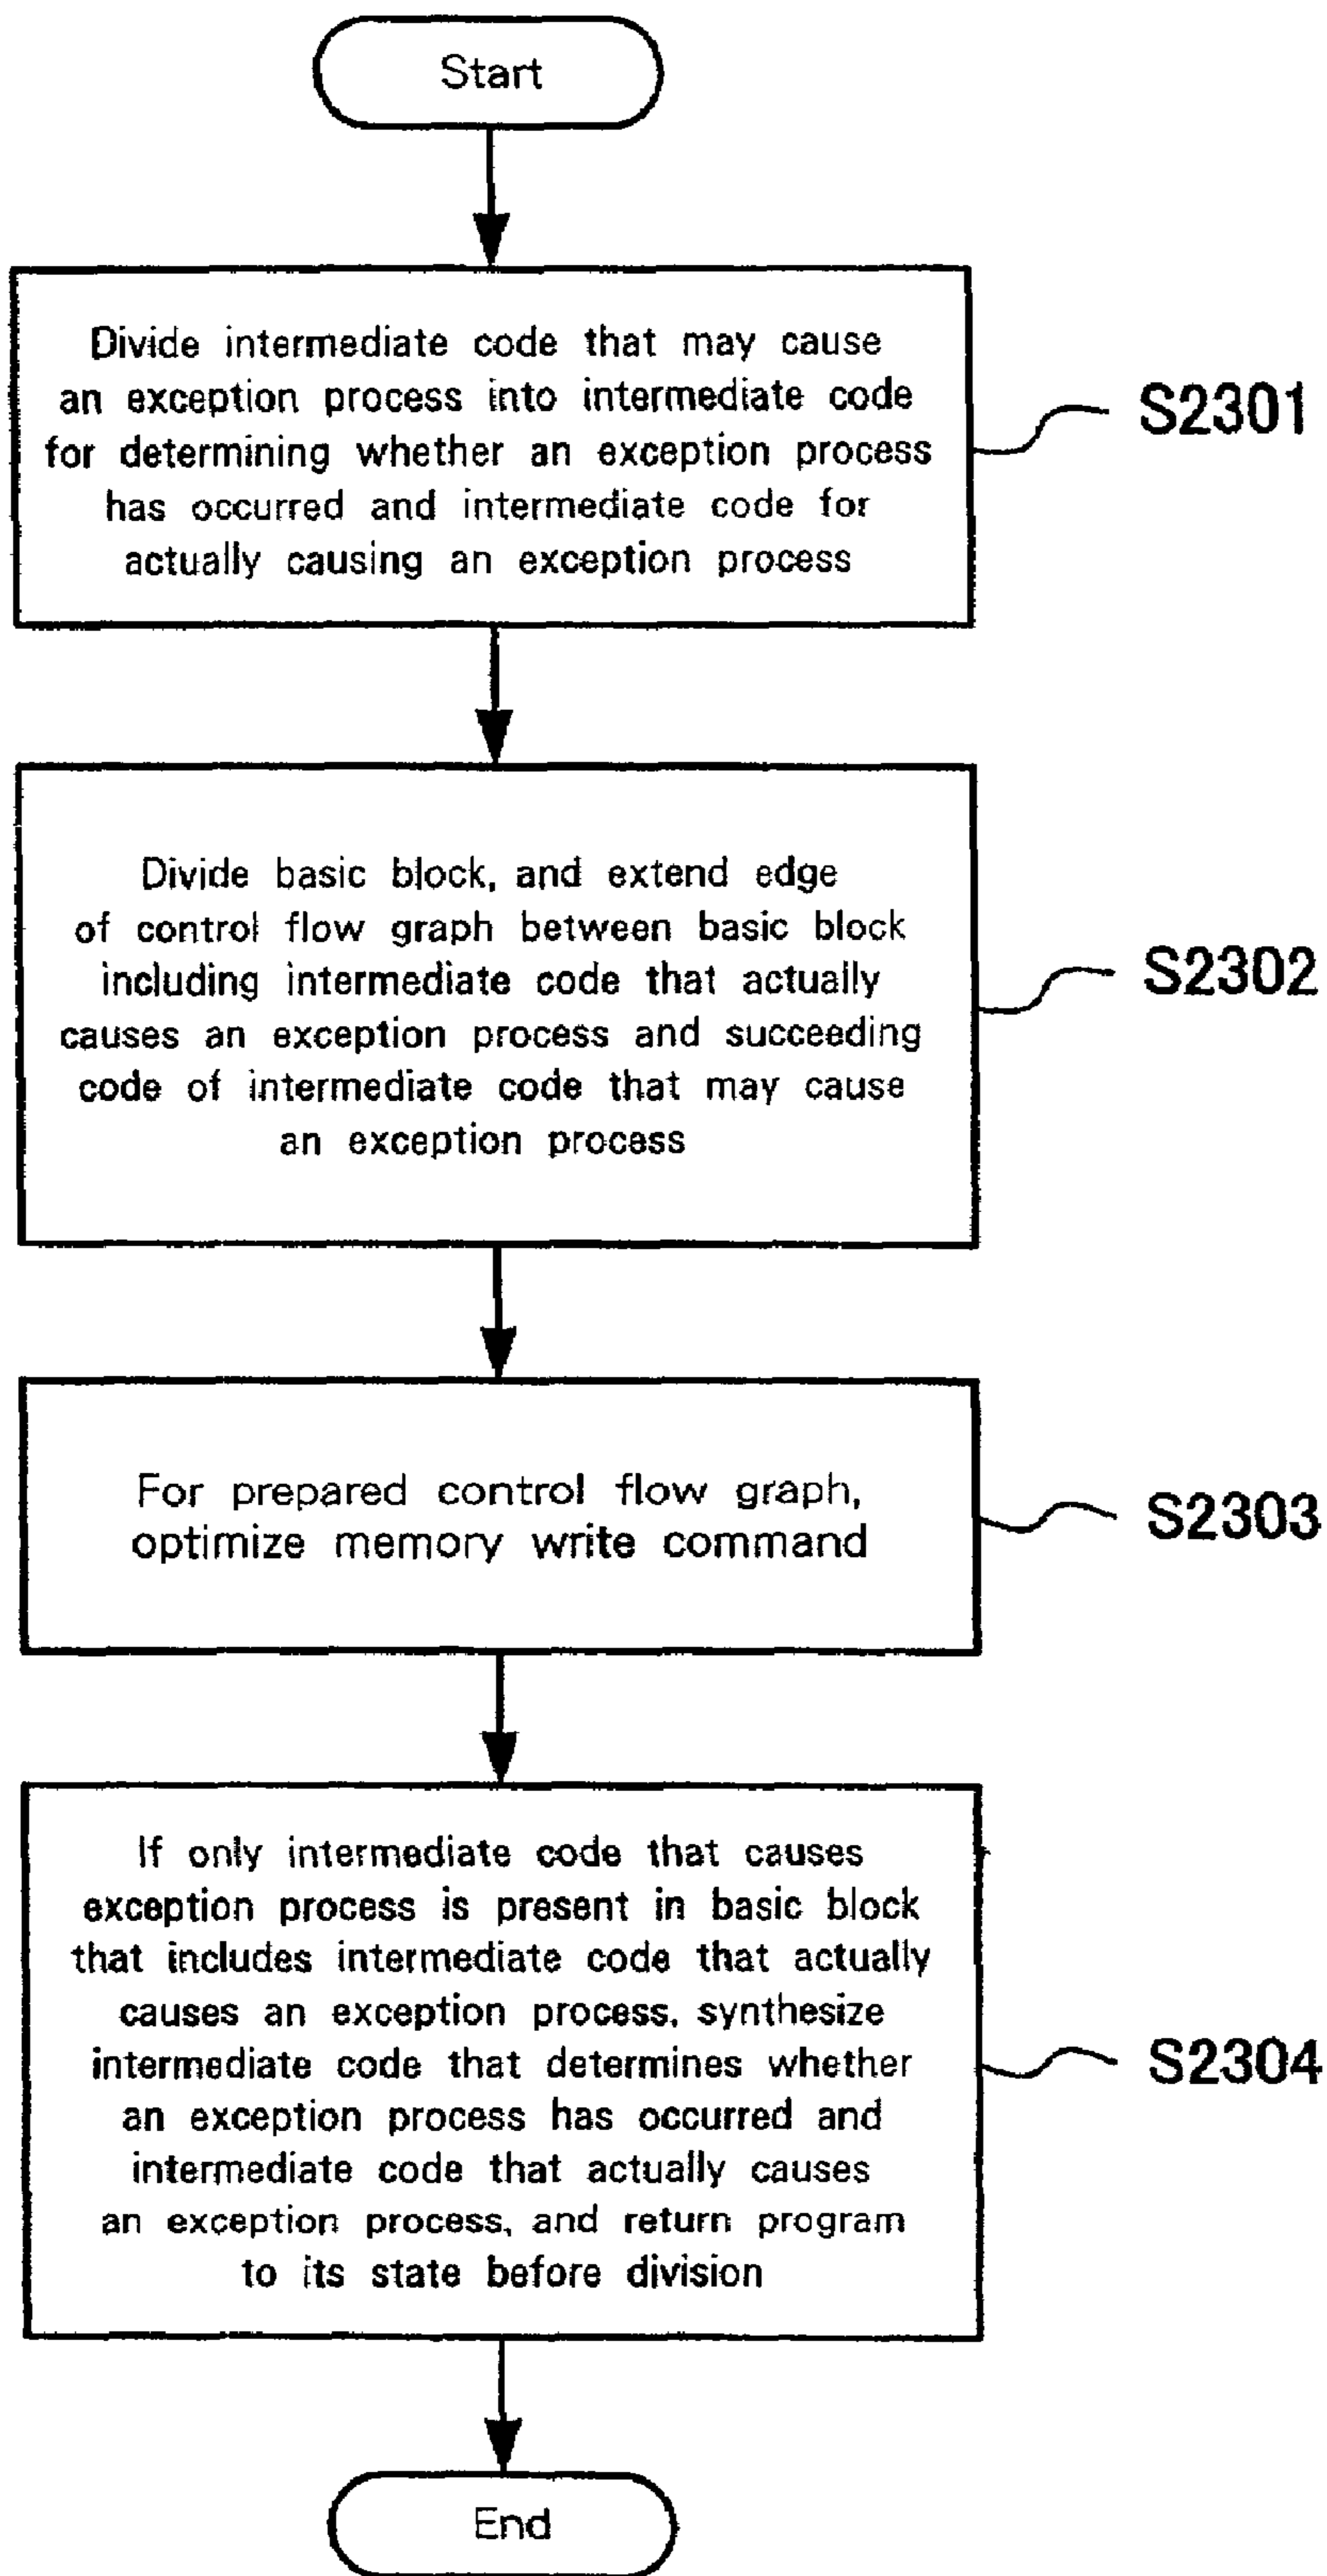 Start
Divide intermediate code that may cause
an exception process into intermediate code
for determining whether an exception process
has occurred and intermediate code for
actually causing an exception process
S2301
Divide basic block, and extend edge
of control flow graph between basic block
including intermediate code that actually
causes an exception process and succeeding
code of intermediate code that may cause
an exception process
S2302
For prepared control flow graph,
optimize memory write command
S2303
If only intermediate code that causes
exception process is present in basic block
that includes intermediate code that actually
causes an exception process, synthesize
intermediate code that determines whether
an exception process has occurred and
intermediate code that actually causes
an exception process, and return program
to its state before division
S2304
End